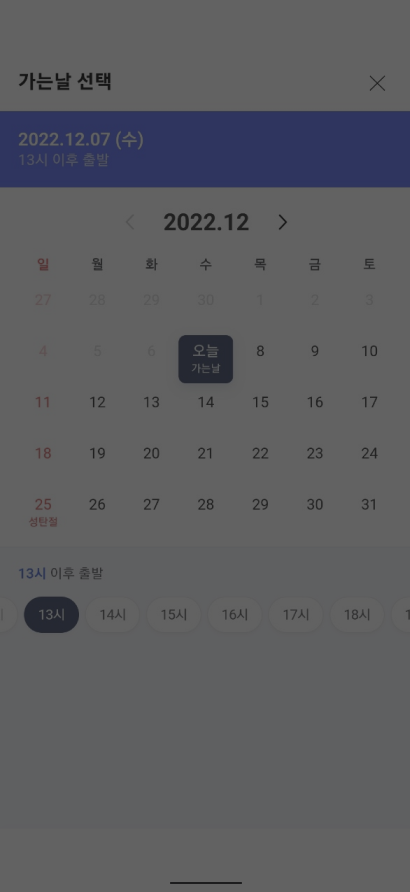 가는날 선택
2022.12.07 (수)
13시 이후 출발
2022.12
일 월 화 수 목 금 토
27 28 29 30 1 2 3
4 5 6 오늘 8 9 10
가는날
11 12 13 14 15 16 17
18 19 20 21 22 23 24
25 26 27 28 29 30 31
성탄절
13시 이후 출발
13시 14시 15시 16시 17시 18시